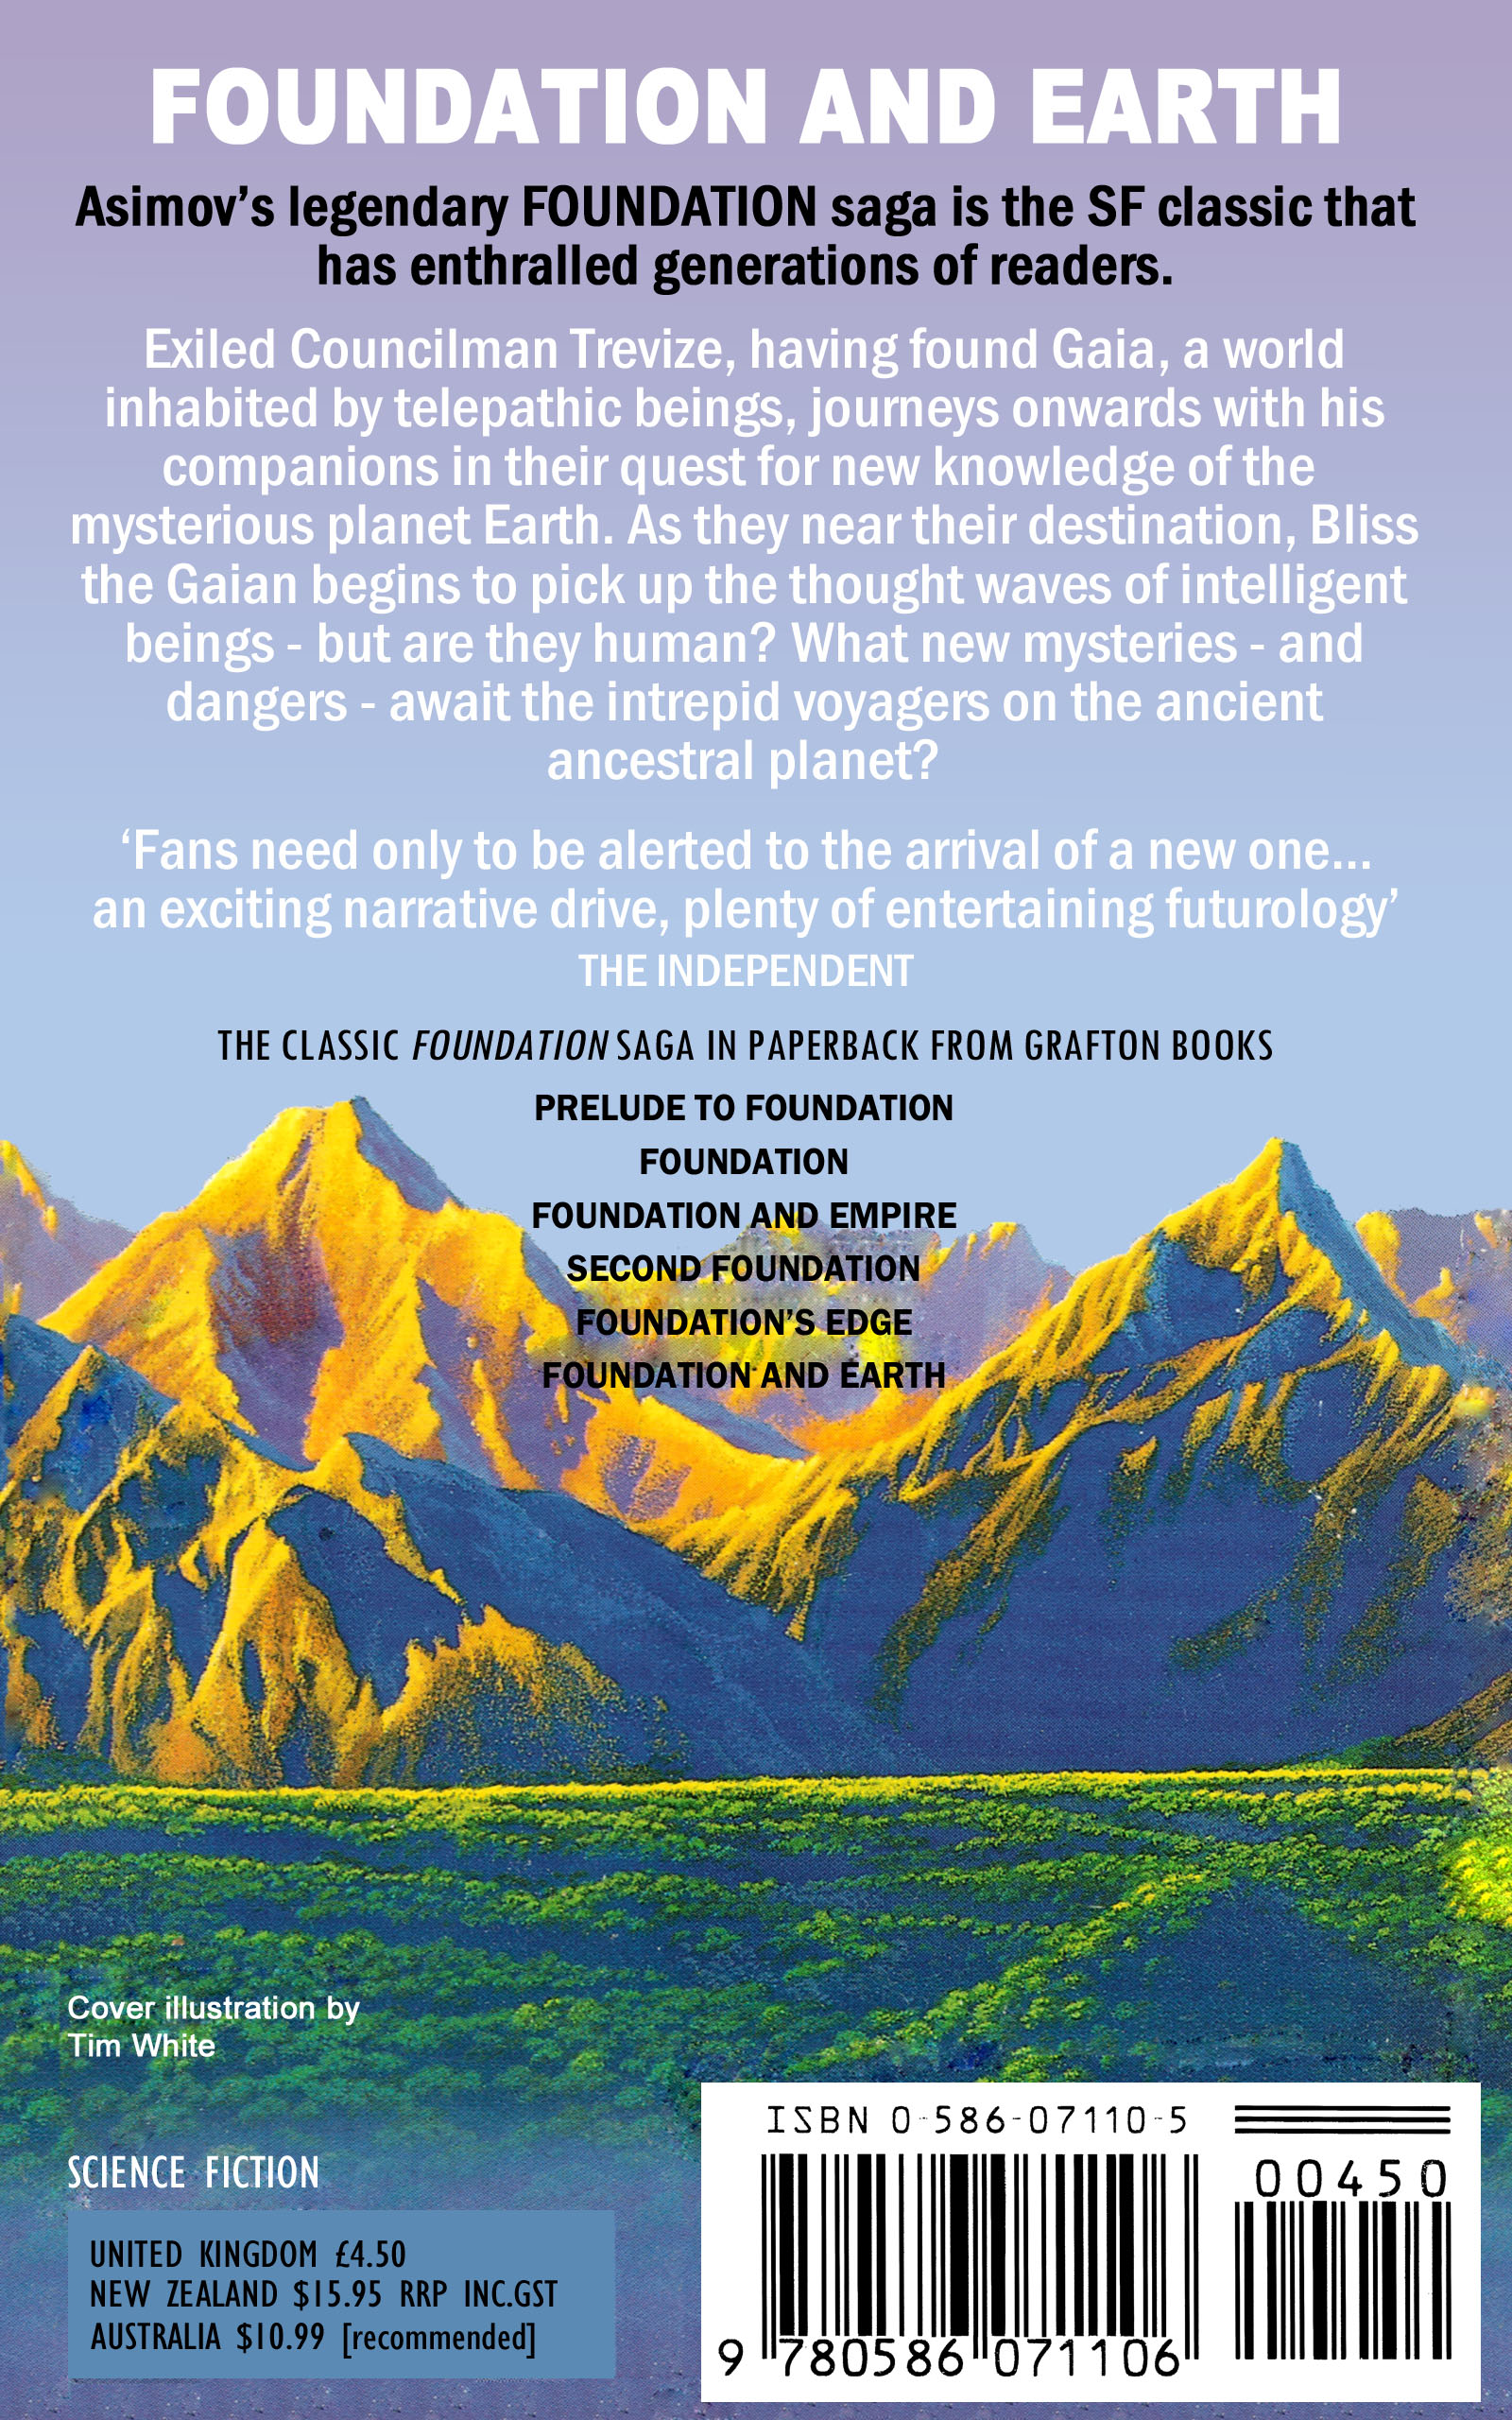 FOUNDATION AND EARTH
Asimov’s legendary FOUNDATION saga is the SF classic that
has enthralled generations of readers.
Exiled Councilman Trevize, having found Gaia, a world
inhabited by telepathic beings, journeys onwards with his
companions in their quest for new knowledge of the
mysterious planet Earth. As they near their destination, Bliss
the Gaian begins to pick up the thought waves of intelligent
beings - but are they human? What new mysteries - and
dangers - await the intrepid voyagers on the ancient
ancestral planet?
‘Fans need only to be alerted to the arrival of a new one...
an exciting narrative drive, plenty of entertaining futurology’
THE INDEPENDENT
THE CLASSIC FOUNDATION SAGA IN PAPERBACK FROM GRAFTON BOOKS
PRELUDE TO FOUNDATION
FOUNDATION
FOUNDATION AND EMPIRE
SECOND FOUNDATION
FOUNDATION’S EDGE
FOUNDATION AND EARTH
Cover illustration by
Tim White
SCIENCE FICTION
UNITED KINGDOM £4.50
NEW ZEALAND $15.95 RRP INC.GST
AUSTRALIA $10.99 [recommended]
ISBN 0-586-07110-5
00450
9 780586 071106